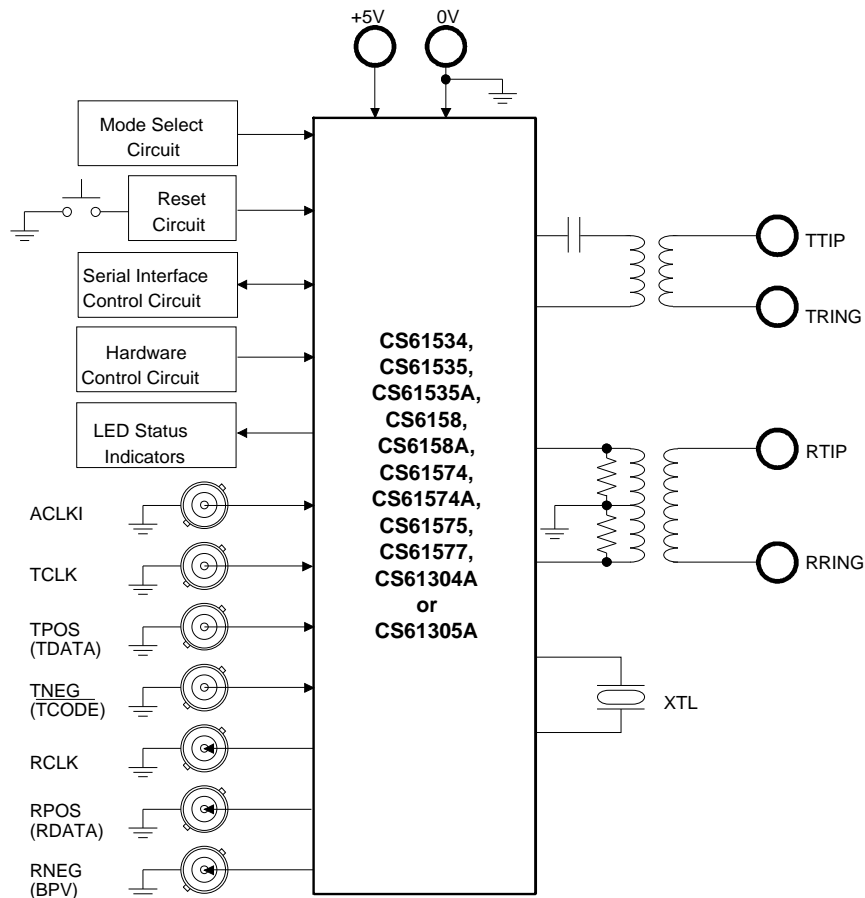 +5V
0V
Mode Select
Circuit
Reset
Circuit
Serial Interface
Control Circuit
Hardware
Control Circuit
LED Status
Indicators
ACLKI
TCLK
TPOS
(TDATA)
TNEG
(TCODE)
RCLK
RPOS
(RDATA)
RNEG
(BPV)
CS61534,
CS61535,
CS61535A,
CS6158,
CS6158A,
CS61574,
CS61574A,
CS61575,
CS61577,
CS61304A
or
CS61305A
TTIP
TRING
RTIP
RRING
XTL